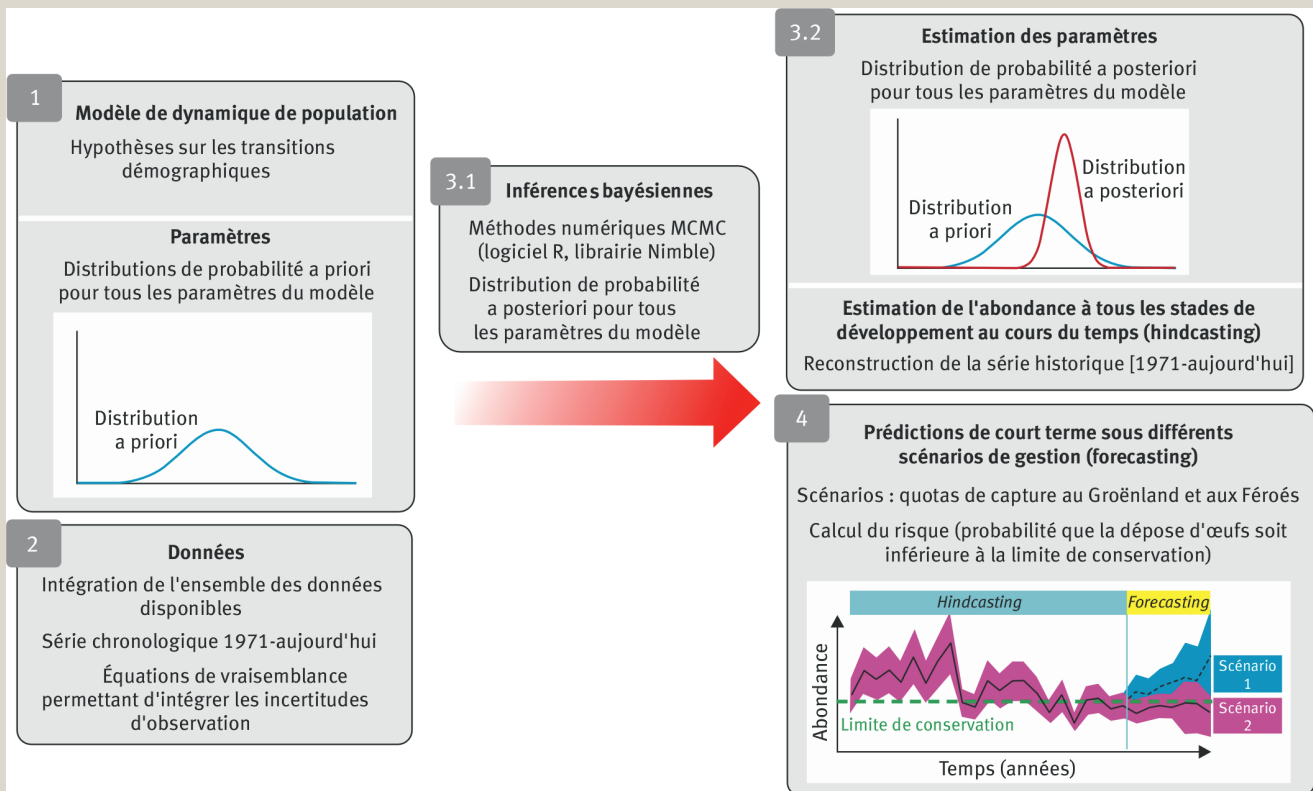 1
Modèle de dynamique de population
Hypothèses sur les transitions
démographiques
Paramètres
Distributions de probabilité a priori
pour tous les paramètres du modèle
Distribution
a priori
2
Données
Intégration de l'ensemble des données
disponibles
Série chronologique 1971-aujourd'hui
Équations de vraisemblance
permettant d'intégrer les incertitudes
d'observation
3.1
Inférences bayésiennes
Méthodes numériques MCMC
(logiciel R, librairie Nimble)
Distribution de probabilité
a posteriori pour tous
les paramètres du modèle
3.2
Estimation des paramètres
Distribution de probabilité a posteriori
pour tous les paramètres du modèle
Distribution
a posteriori
Distribution
a priori
Estimation de l'abondance à tous les stades de
développement au cours du temps (hindcasting)
Reconstruction de la série historique [1971-aujourd'hui]
4
Prédictions de court terme sous différents
scénarios de gestion (forecasting)
Scénarios : quotas de capture au Groënland et aux Féroés
Calcul du risque (probabilité que la dépose d'œufs soit
inférieure à la limite de conservation)
Hindcasting
Forecasting
Abondance
Scénario
1
Scénario
2
Limite de conservation
Temps (années)